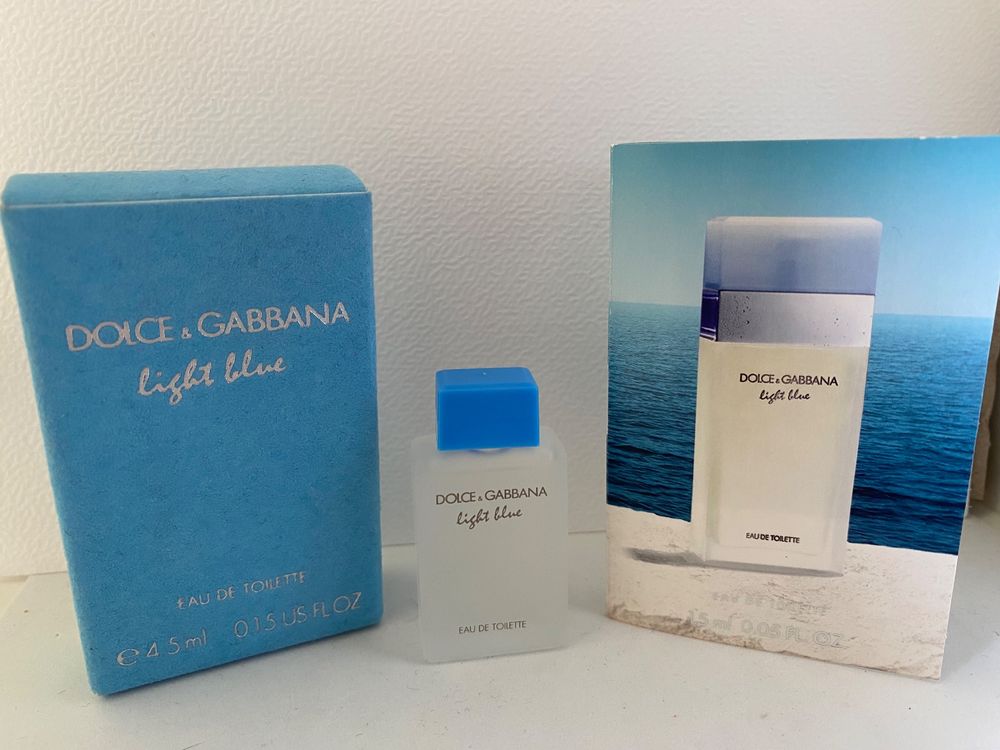 DOLCE & GABBANA
light blue
EAU DE TOILETTE
e 4.5 ml 0.15 US FL OZ
DOLCE & GABBANA
light blue
EAU DE TOILETTE
DOLCE & GABBANA
light blue
EAU DE TOILETTE
EAU DE TOILETTE
1.5 ml 0.05 FL. OZ